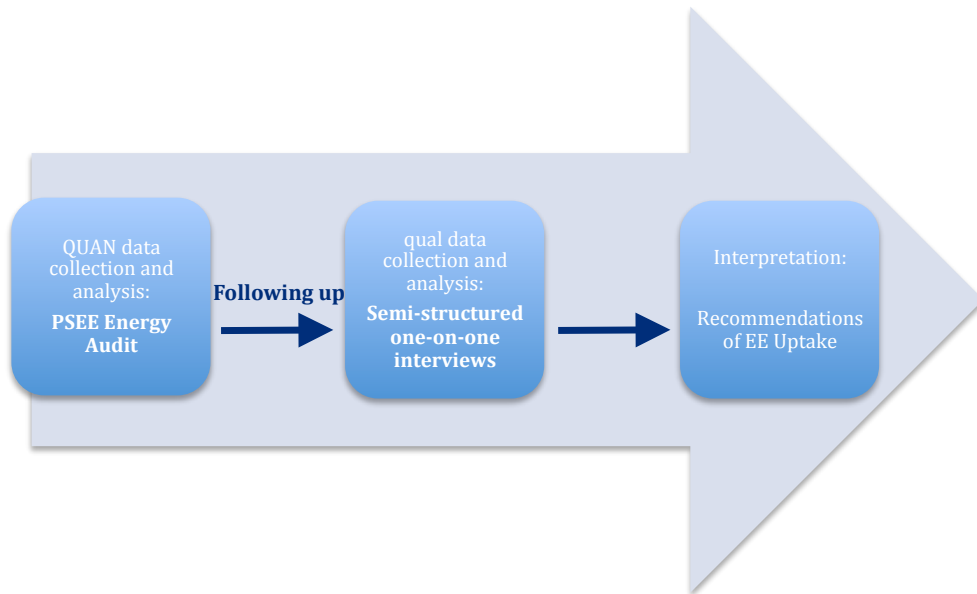 QUAN data
collection and
analysis:
PSEE Energy
Audit
Following up
qual data
collection and
analysis:
Semi-structured
one-on-one
interviews
Interpretation:
Recommendations
of EE Uptake